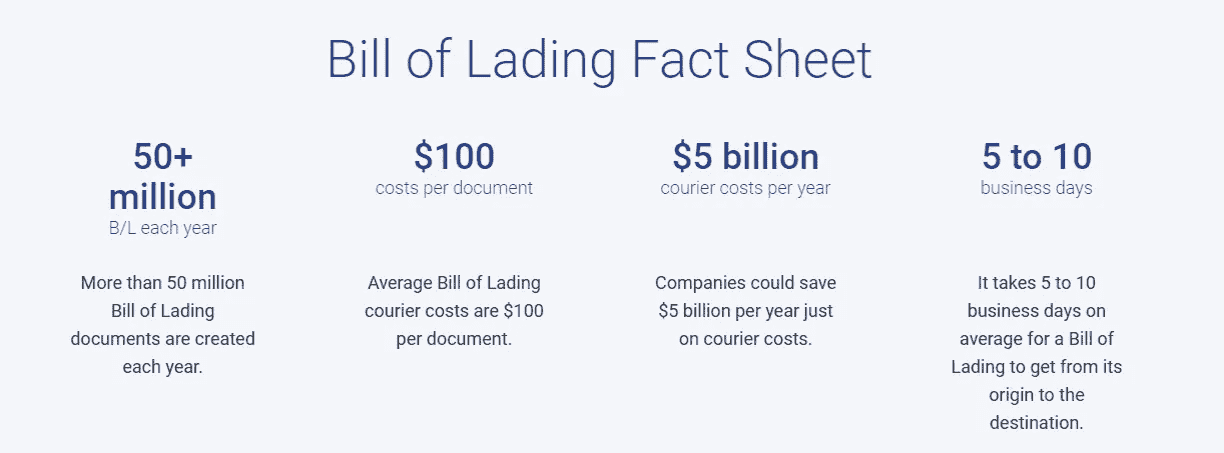 Bill of Lading Fact Sheet
50+
million
B/L each year
More than 50 million
Bill of Lading
documents are created
each year.
$100
costs per document
Average Bill of Lading
courier costs are $100
per document.
$5 billion
courier costs per year
Companies could save
$5 billion per year just
on courier costs.
5 to 10
business days
It takes 5 to 10
business days on
average for a Bill of
Lading to get from its
origin to the
destination.